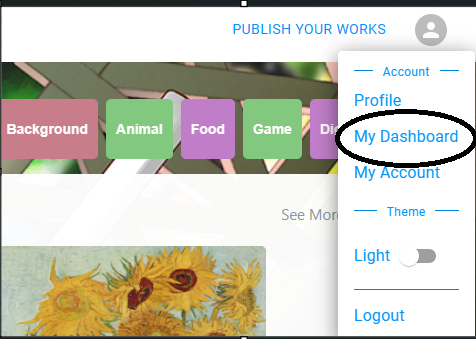 PUBLISH YOUR WORKS
Account
Profile
My Dashboard
My Account
Theme
Light
Logout
Background
Animal
Food
Game
See More